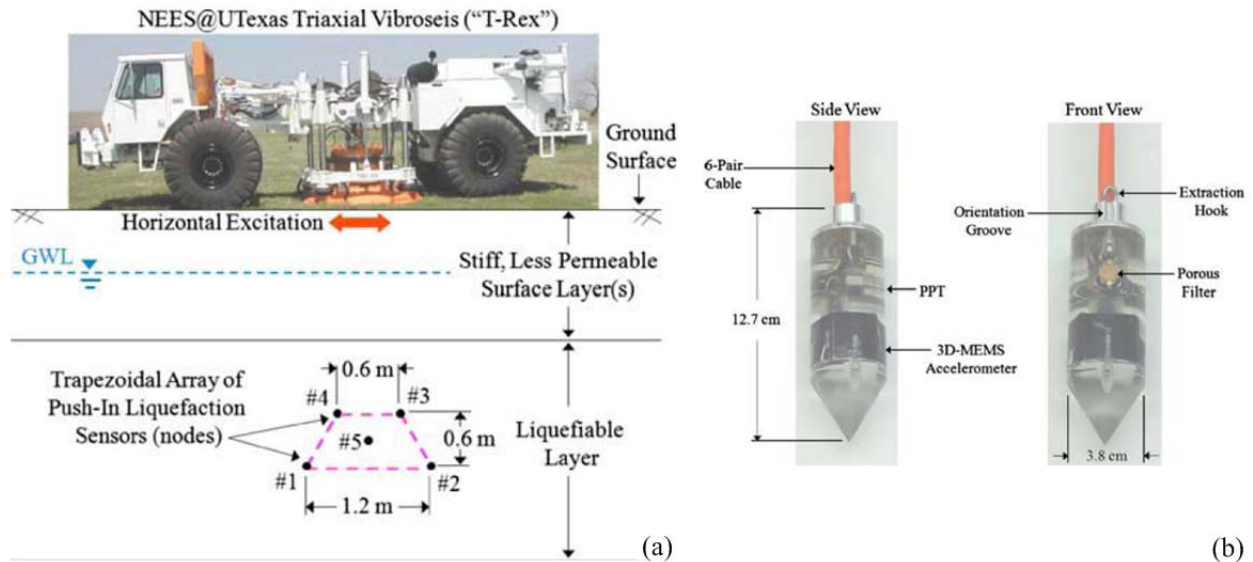 NEES@UTexas Triaxial Vibroseis (“T-Rex”)
Ground
Surface
Horizontal Excitation
GWL
Stiff, Less Permeable
Surface Layer(s)
0.6 m
Trapezoidal Array of
Push-In Liquefaction
Sensors (nodes)
#4
#3
#5
0.6 m
#1
#2
1.2 m
Liquefiable
Layer
(a)
Side View
Front View
6-Pair
Cable
Extraction
Hook
Orientation
Groove
Porous
Filter
PPT
12.7 cm
3D-MEMS
Accelerometer
3.8 cm
(b)